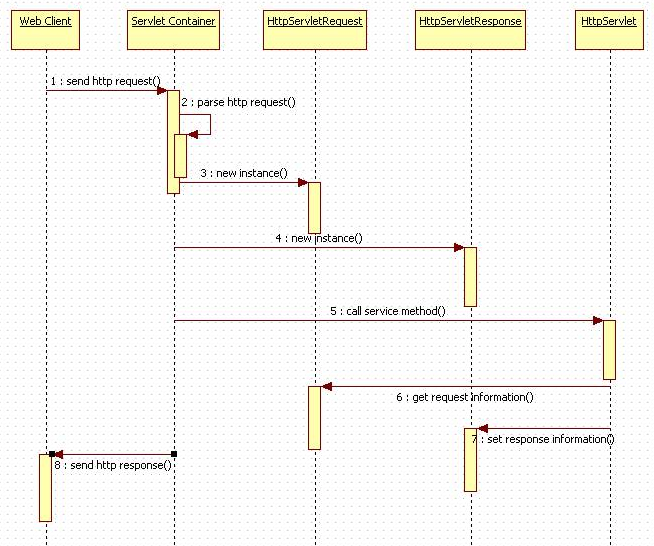 Web Client
Servlet Container
HttpServletRequest
HttpServletResponse
HttpServlet
1 : send http request()
2 : parse http request()
3 : new instance()
4 : new instance()
5 : call service method()
6 : get request information()
7 : set response information()
8 : send http response()